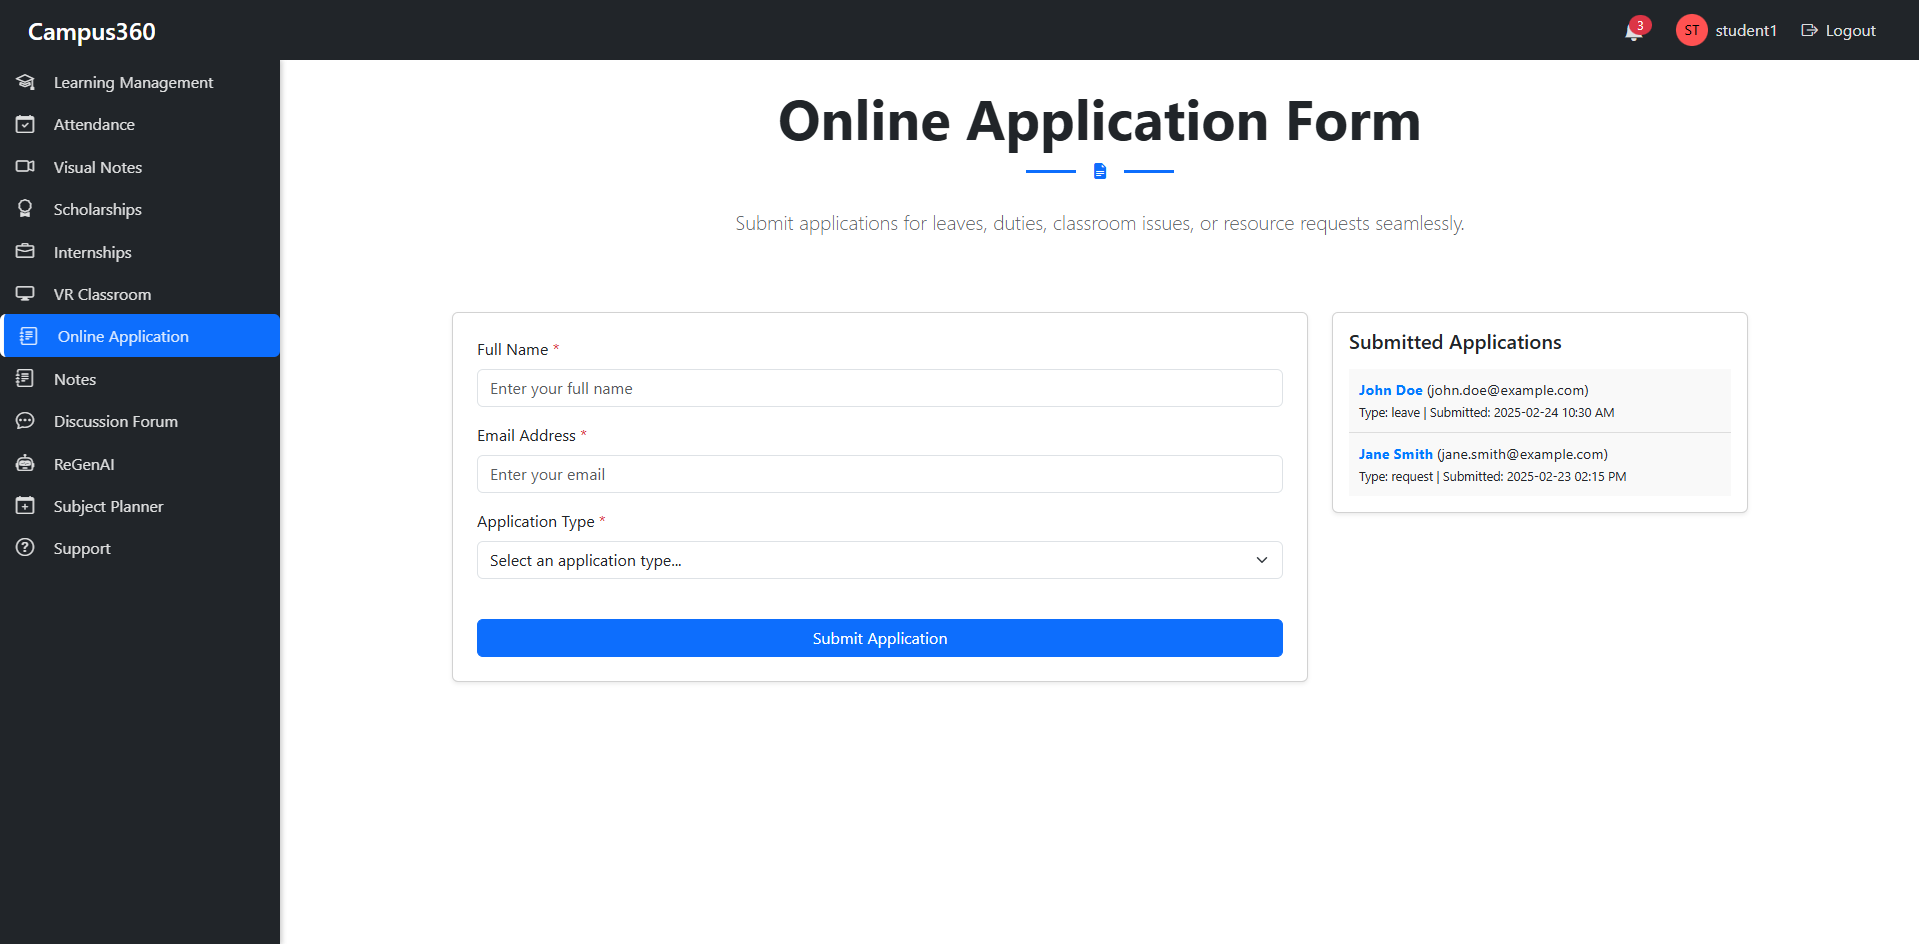 Campus360
3
ST
student1
Logout
Learning Management
Attendance
Visual Notes
Scholarships
Internships
VR Classroom
Online Application
Notes
Discussion Forum
ReGenAI
Subject Planner
Support
Online Application Form
Submit applications for leaves, duties, classroom issues, or resource requests seamlessly.
Full Name *
Enter your full name
Email Address *
Enter your email
Application Type *
Select an application type...
Submit Application
Submitted Applications
John Doe (john.doe@example.com)
Type: leave | Submitted: 2025-02-24 10:30 AM
Jane Smith (jane.smith@example.com)
Type: request | Submitted: 2025-02-23 02:15 PM